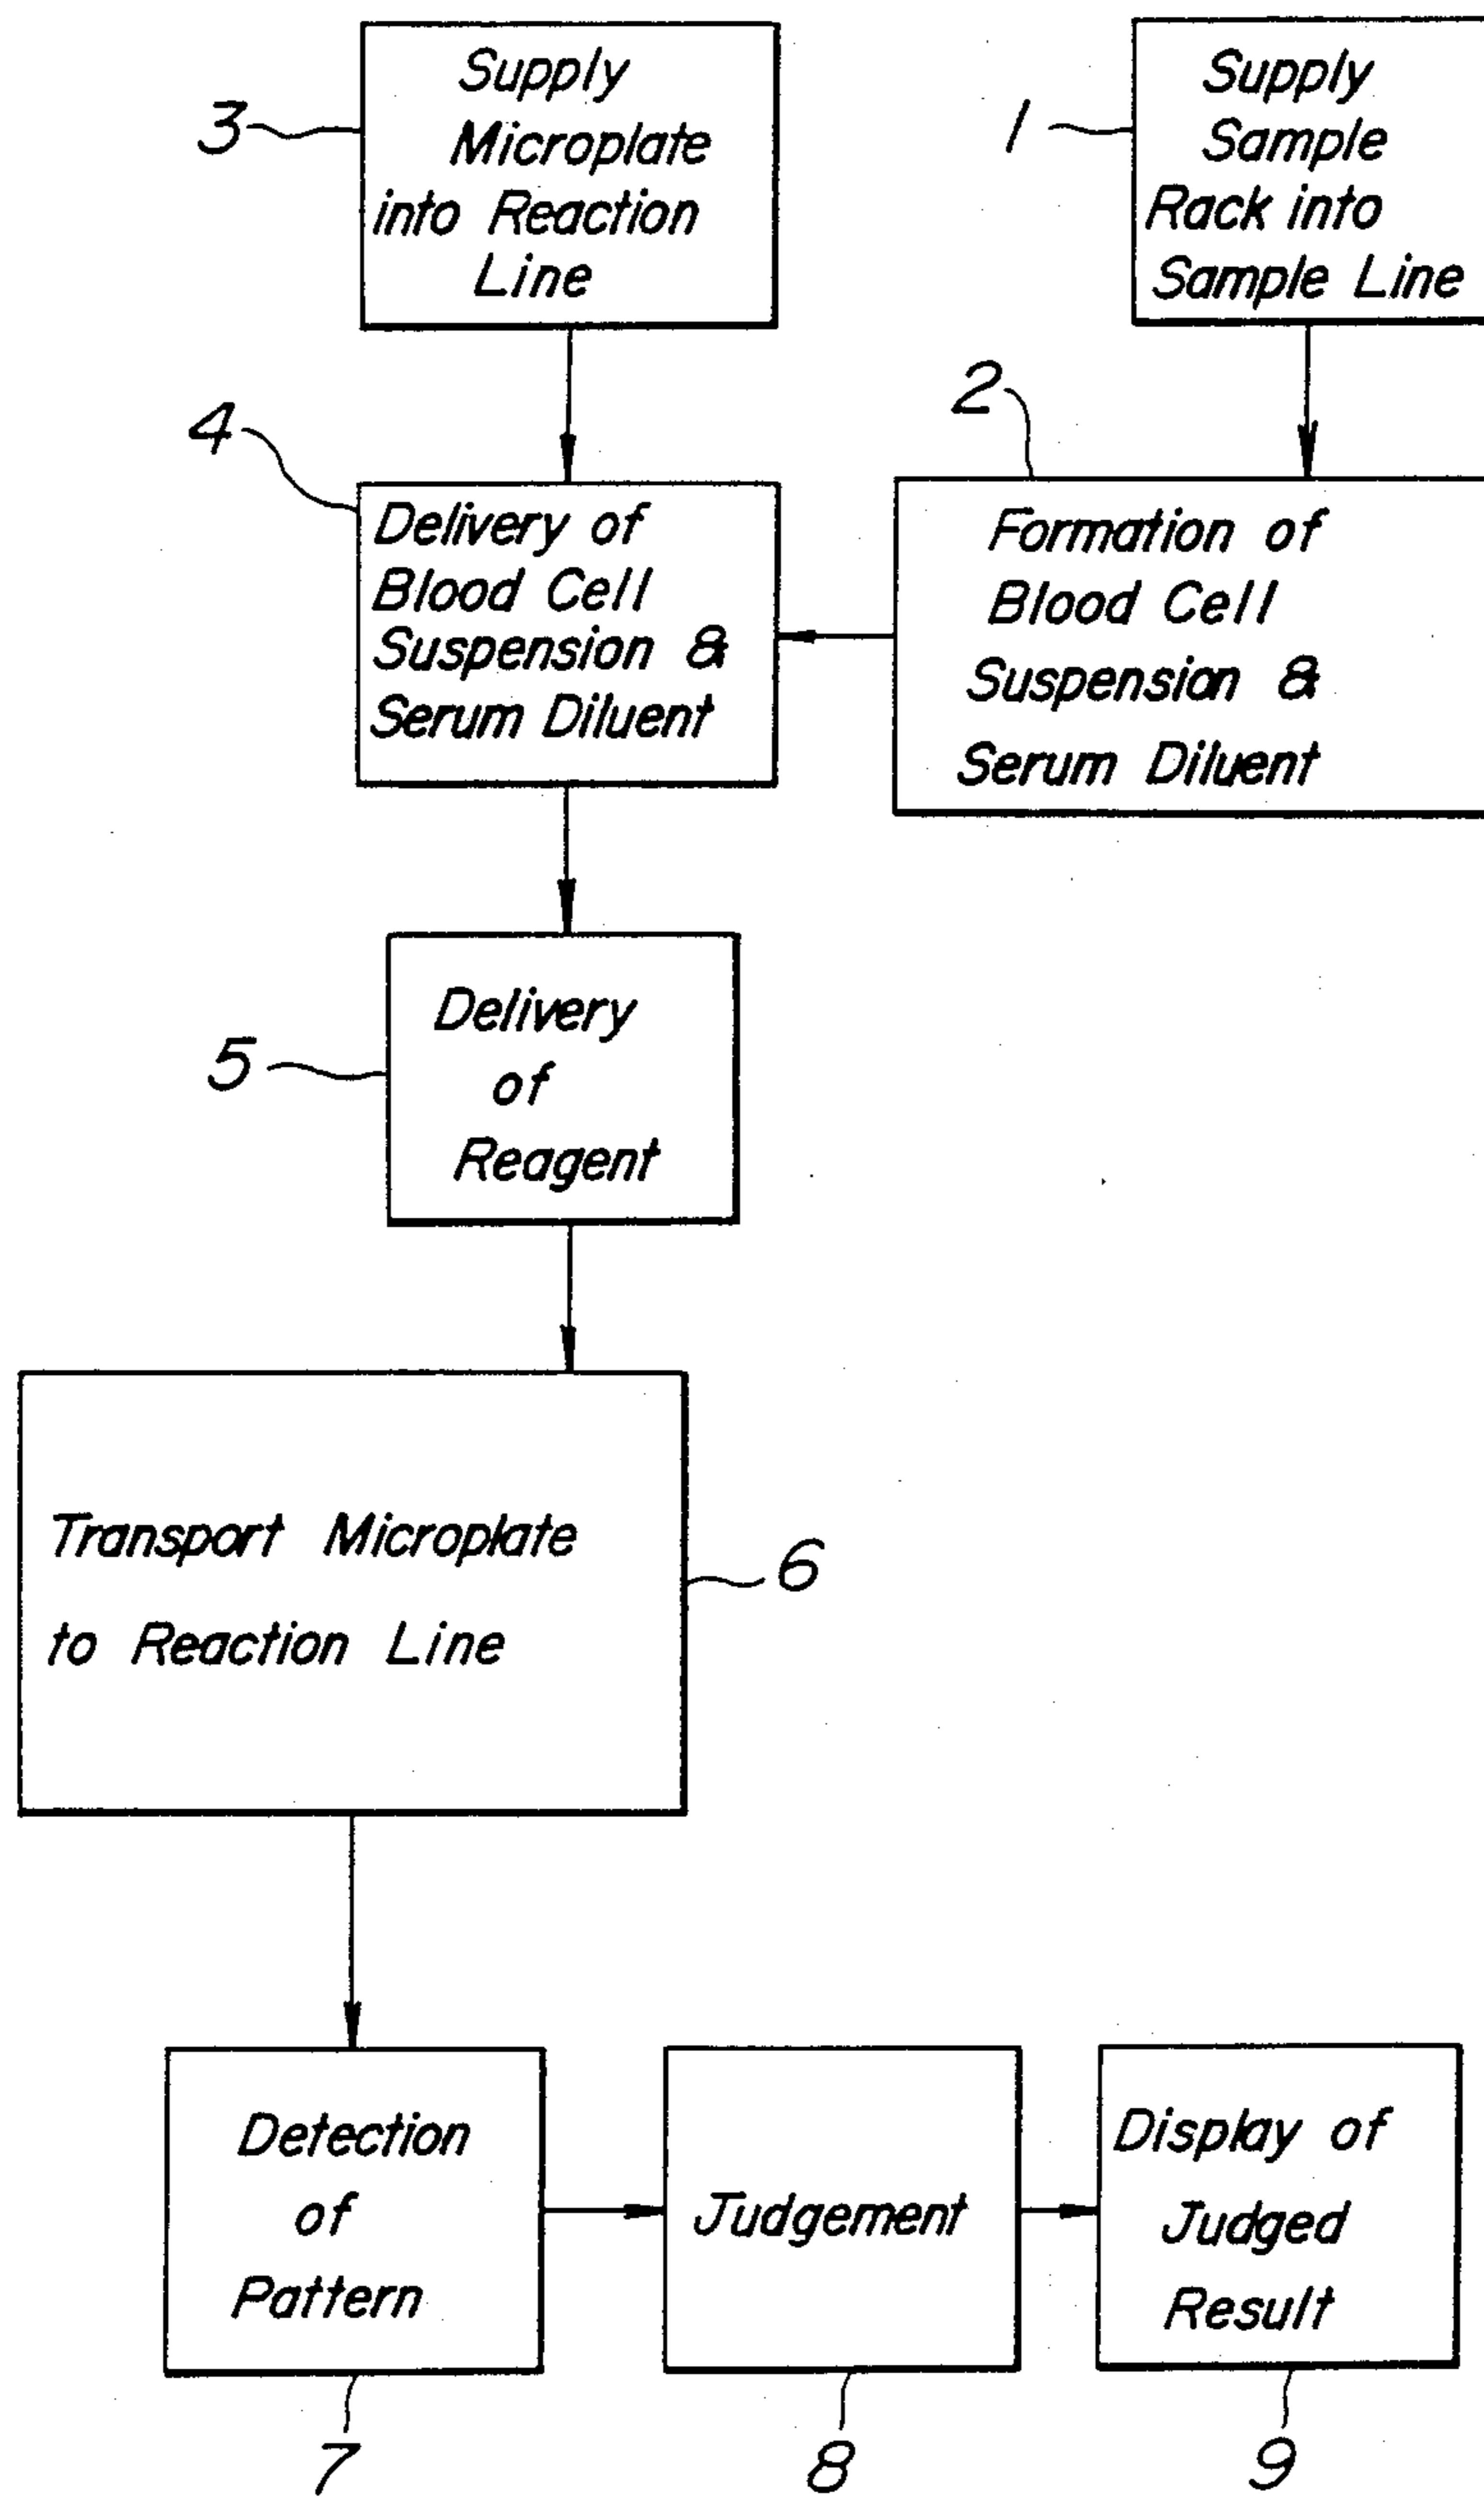 3
Supply
Microplate
into Reaction
Line
1
Supply
Sample
Rack into
Sample Line
4
Delivery of
Blood Cell
Suspension &
Serum Diluent
2
Formation of
Blood Cell
Suspension &
Serum Diluent
5
Delivery
of
Reagent
Transport Microplate
to Reaction Line
6
Detection
of
Pattern
7
Judgement
8
Display of
Judged
Result
9